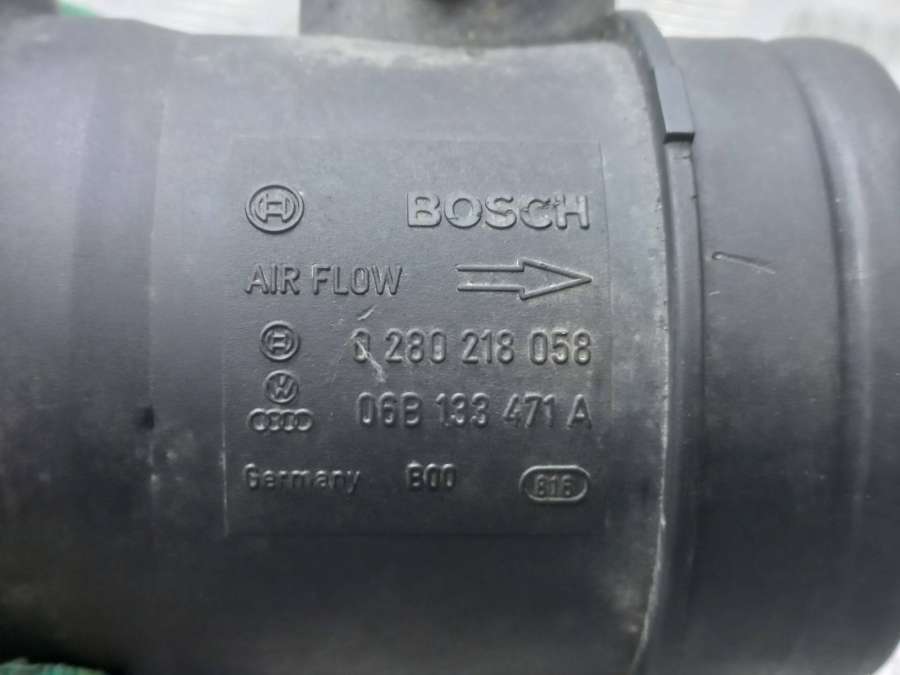 BOSCH
AIR FLOW
0 280 218 058
06B 133 471 A
Germany B00 816